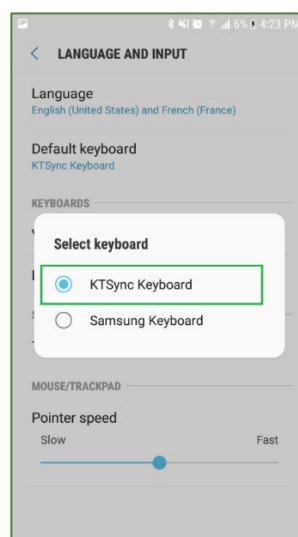 6% 4:23 PM
LANGUAGE AND INPUT
Language
English (United States) and French (France)
Default keyboard
KTSync Keyboard
KEYBOARDS
Select keyboard
KTSync Keyboard
Samsung Keyboard
MOUSE/TRACKPAD
Pointer speed
Slow Fast